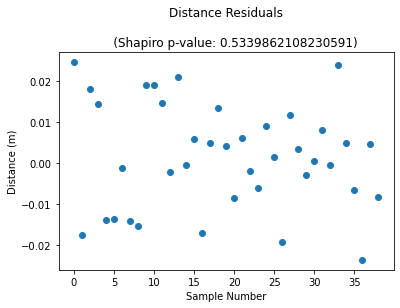 Distance Residuals
(Shapiro p-value: 0.5339862108230591)
0.02
0.01
0.00
−0.01
−0.02
Distance (m)
0 5 10 15 20 25 30 35
Sample Number